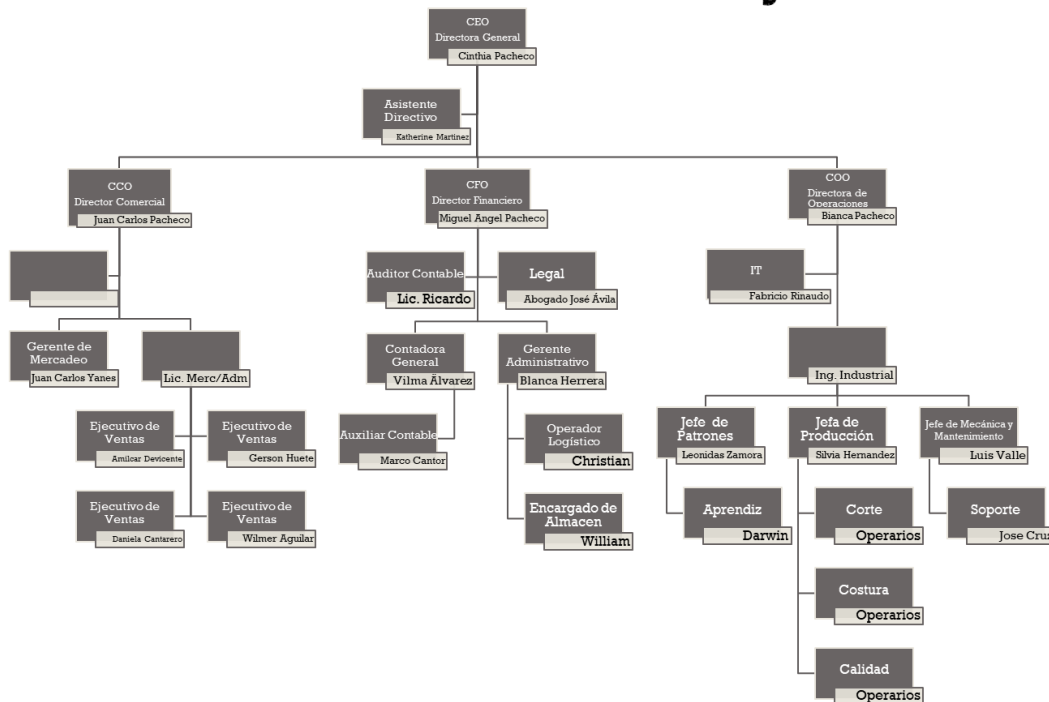 CEO
Directora General
Cinthia Pacheco
Asistente
Directivo
Katherine Martinez
CCO
Director Comercial
Juan Carlos Pacheco
CFO
Director Financiero
Miguel Angel Pacheco
COO
Directora de
Operaciones
Bianca Pacheco
Auditor Contable
Lic. Ricardo
Legal
Abogado José Ávila
IT
Fabricio Rinaudo
Gerente de
Mercadeo
Juan Carlos Yanes
Lic. Merc/Adm
Contadora
General
Vilma Álvarez
Gerente
Administrativo
Blanca Herrera
Ing. Industrial
Ejecutivo de
Ventas
Amilcar Devicente
Ejecutivo de
Ventas
Gerson Huete
Auxiliar Contable
Marco Cantor
Operador
Logístico
Christian
Jefe de
Patrones
Leonidas Zamora
Jefa de
Producción
Silvia Hernandez
Jefe de Mecánica y
Mantenimiento
Luis Valle
Ejecutivo de
Ventas
Daniela Cantarero
Ejecutivo de
Ventas
Wilmer Aguilar
Encargado de
Almacen
William
Aprendiz
Darwin
Corte
Operarios
Soporte
Jose Cruz
Costura
Operarios
Calidad
Operarios